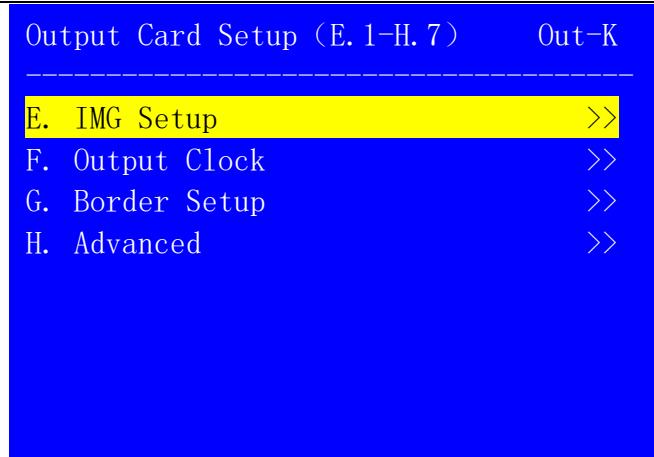 Output Card Setup（E.1-H.7） Out-K
--------------------------------------
E. IMG Setup >>
F. Output Clock >>
G. Border Setup >>
H. Advanced >>